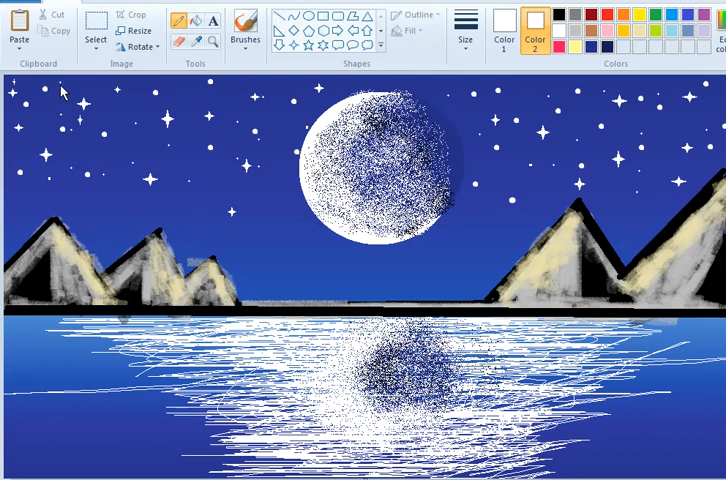 Cut
Copy
Paste
Clipboard
Crop
Resize
Rotate
Select
Image
A
Tools
Brushes
Outline
Fill
Shapes
Size
Color
1
Color
2
Colors